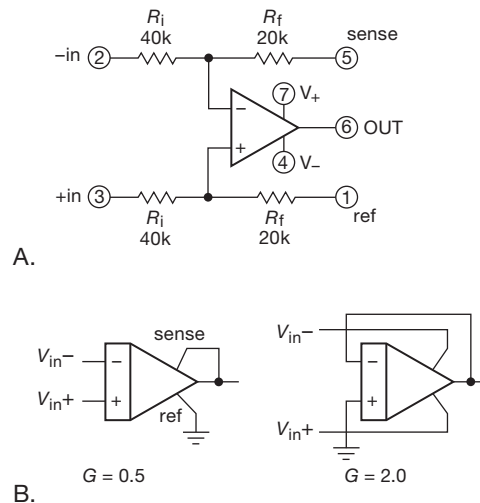 Ri Rf
40k 20k sense
–in 2 5
– 7 V+
6 OUT
+ 4 V–
+in 3 1
Ri Rf ref
40k 20k
A.
sense
Vin– –
Vin+ +
ref
G = 0.5
Vin–
–
+
Vin+
G = 2.0
B.